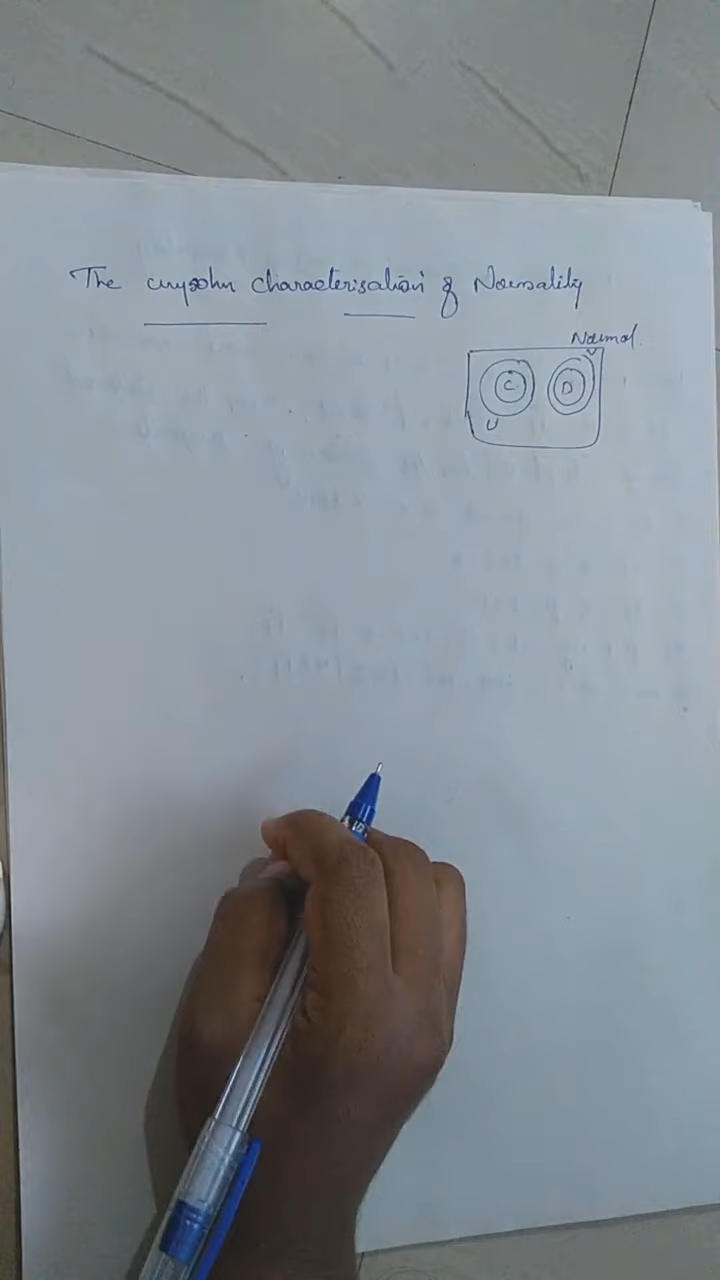 The urysohn characterisation of Normality
Normal.
V
C D
U